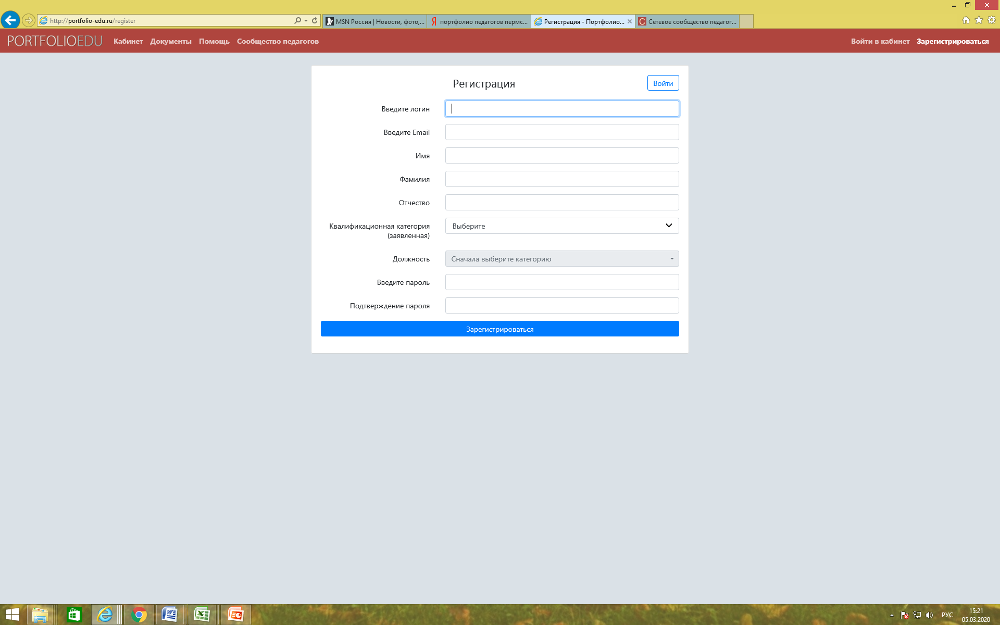 http://portfolio-edu.ru/register
MSN Россия | Новости, фото,...
портфолио педагогов пермс...
Регистрация - Портфолио...
Сетевое сообщество педагог...
PORTFOLIOEDU
Кабинет
Документы
Помощь
Сообщество педагогов
Войти в кабинет
Зарегистрироваться
Регистрация
Войти
Введите логин
Введите Email
Имя
Фамилия
Отчество
Квалификационная категория
(заявленная)
Выберите
Должность
Сначала выберите категорию
Введите пароль
Подтверждение пароля
Зарегистрироваться
РУС
15:21
05.03.2020